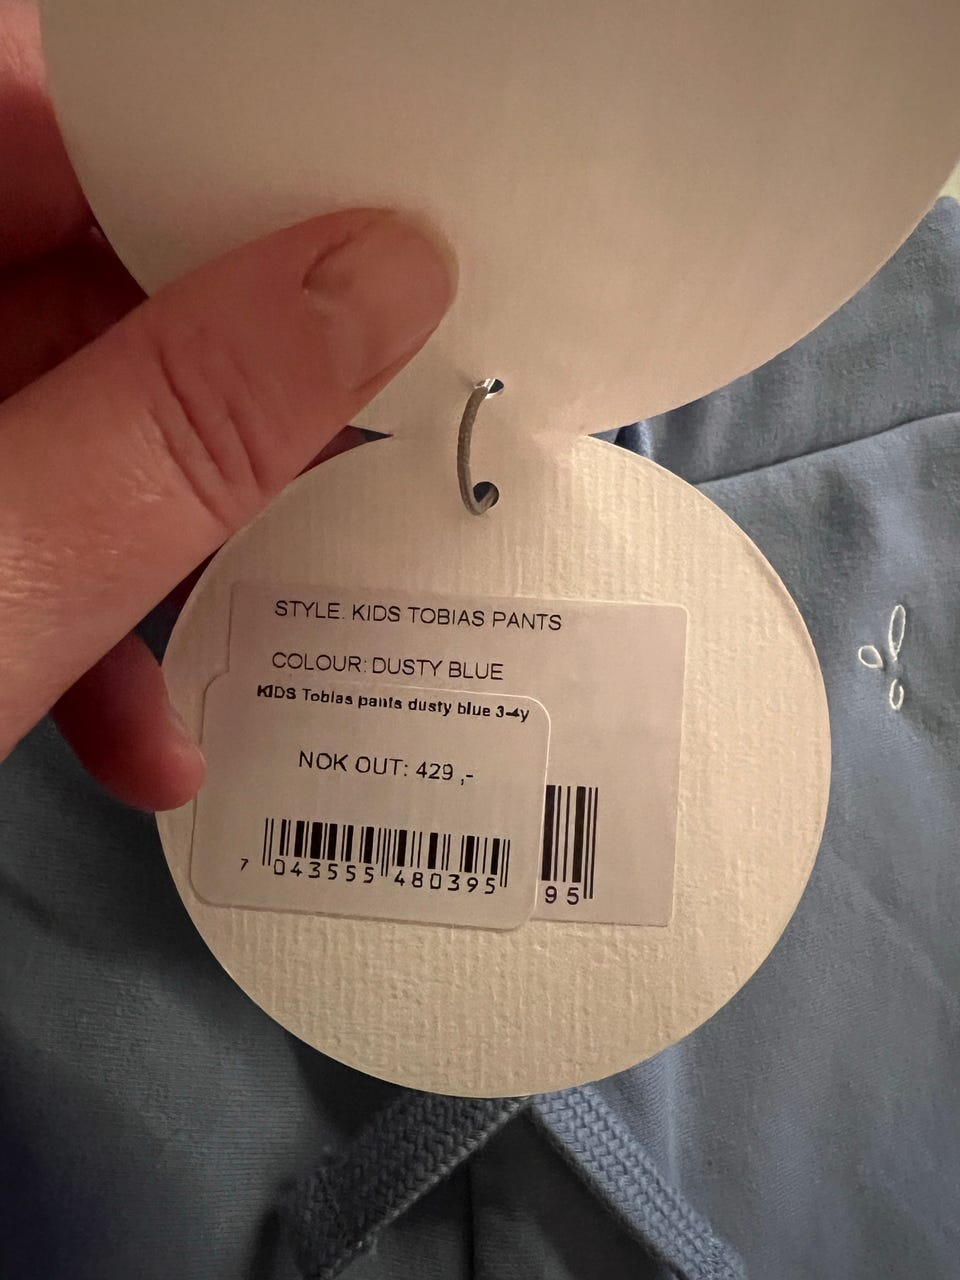 STYLE. KIDS TOBIAS PANTS
COLOUR: DUSTY BLUE
KIDS Tobias pants dusty blue 3-4y
NOK OUT: 429 ,-
7 043555 480395
95